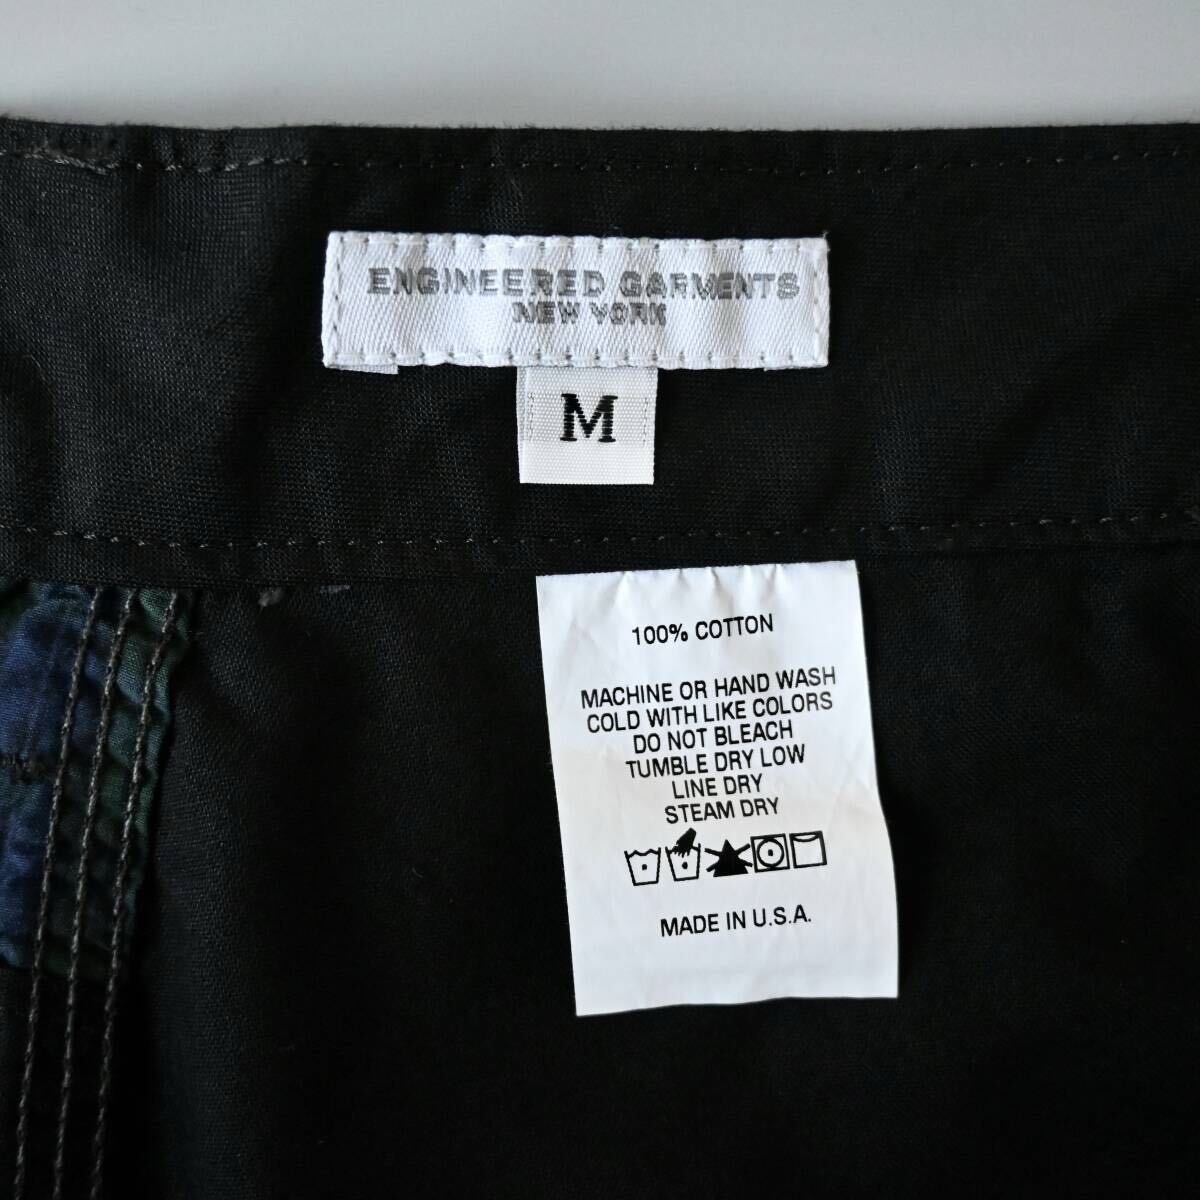 ENGINEERED GARMENTS
NEW YORK
M
100% COTTON
MACHINE OR HAND WASH
COLD WITH LIKE COLORS
DO NOT BLEACH
TUMBLE DRY LOW
LINE DRY
STEAM DRY
MADE IN U.S.A.